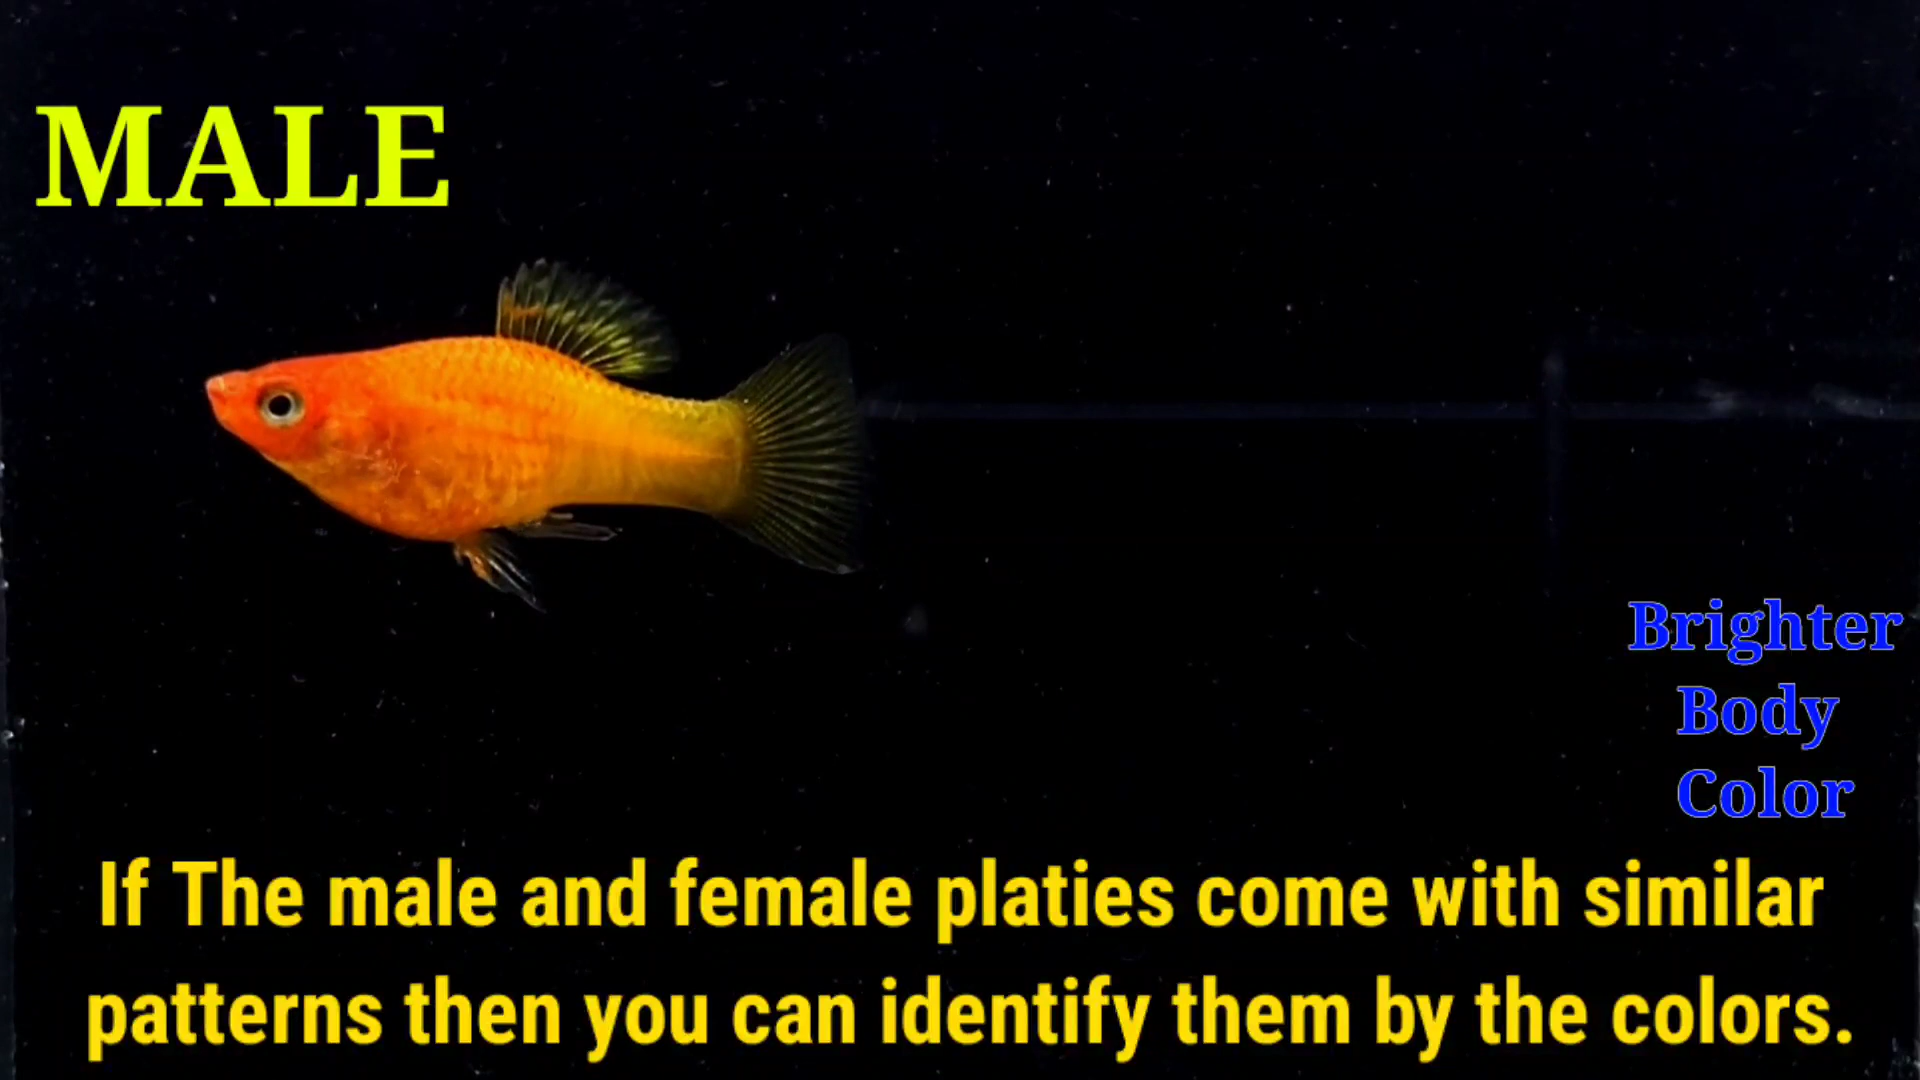 MALE
Brighter
Body
Color
If The male and female platies come with similar
patterns then you can identify them by the colors.